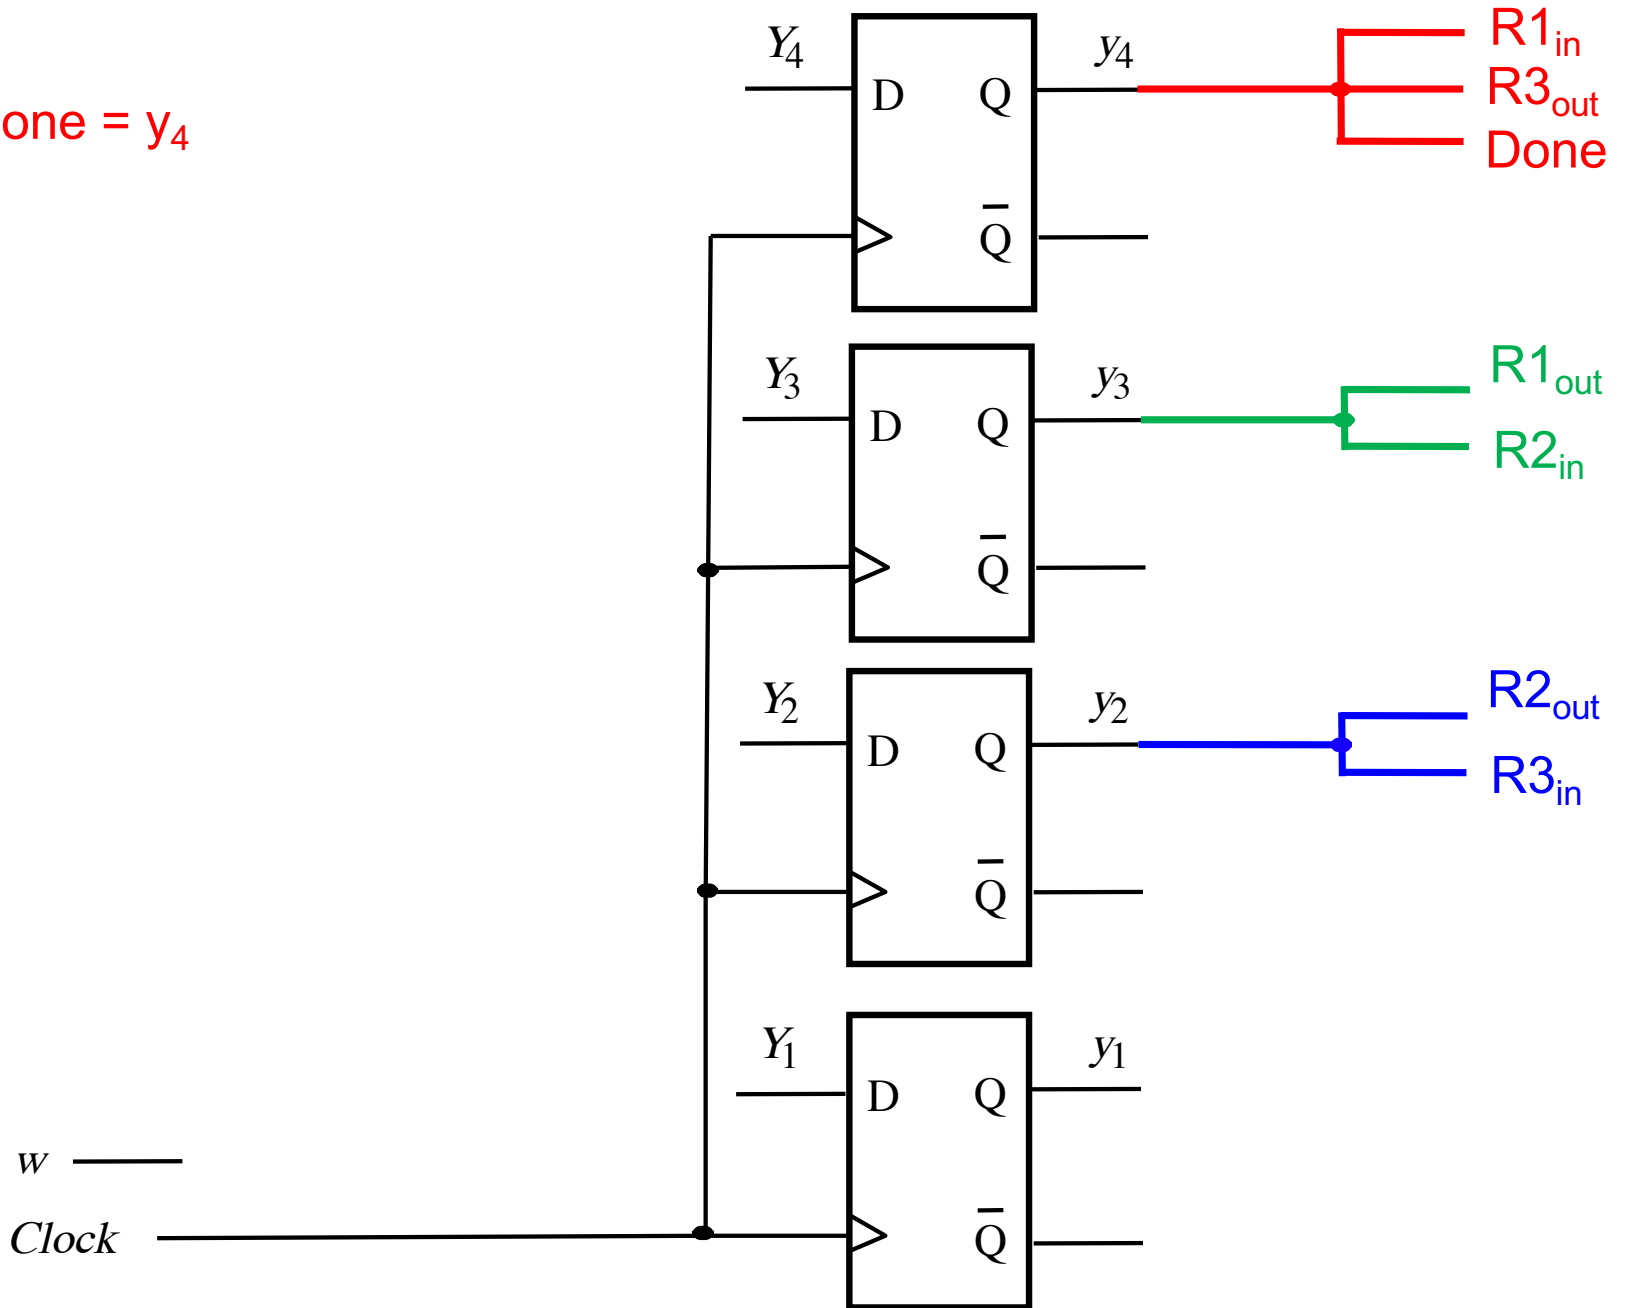 one = y₄
Y₄
D Q
y₄
Q̅
R1ᵢₙ
R3ₒᵤₜ
Done
Y₃
D Q
y₃
Q̅
R1ₒᵤₜ
R2ᵢₙ
Y₂
D Q
y₂
Q̅
R2ₒᵤₜ
R3ᵢₙ
Y₁
D Q
y₁
Q̅
w
Clock